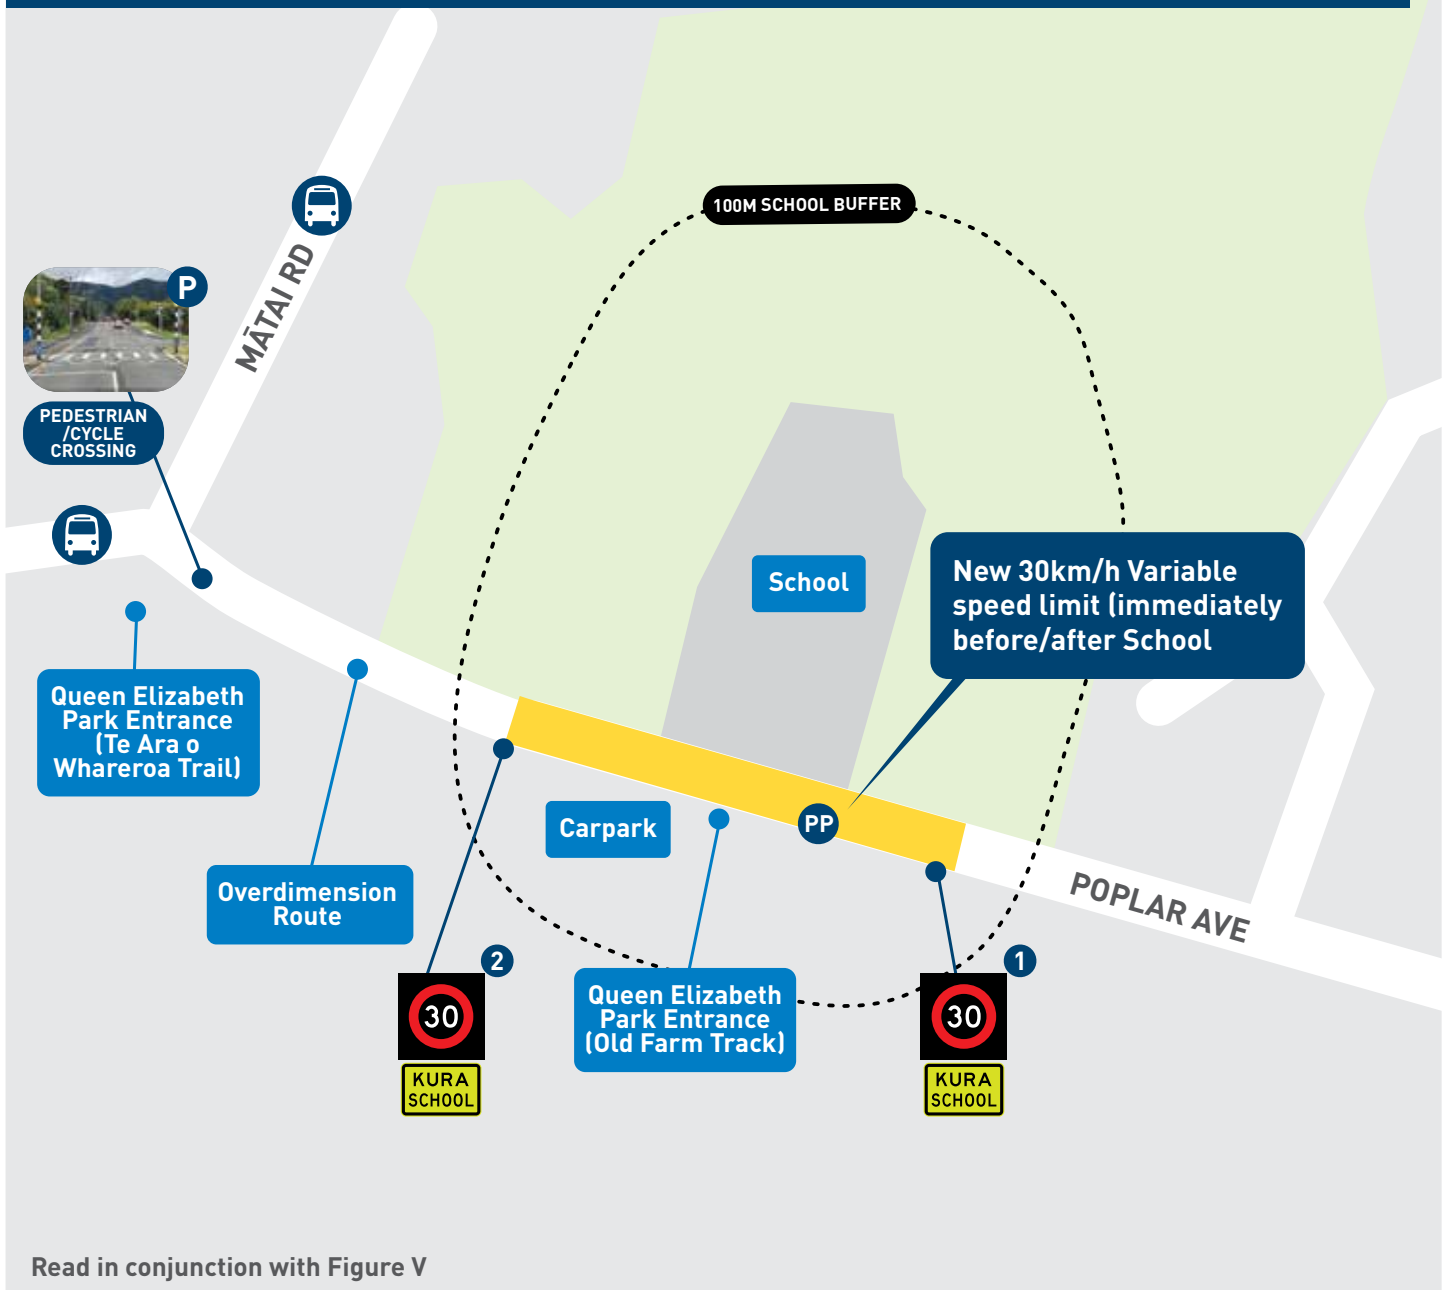 100M SCHOOL BUFFER
MĀTAI RD
P
PEDESTRIAN
/CYCLE
CROSSING
School
New 30km/h Variable
speed limit (immediately
before/after School
Queen Elizabeth
Park Entrance
(Te Ara o
Whareroa Trail)
Carpark
PP
Overdimension
Route
POPLAR AVE
2
30
KURA
SCHOOL
Queen Elizabeth
Park Entrance
(Old Farm Track)
1
30
KURA
SCHOOL
Read in conjunction with Figure V